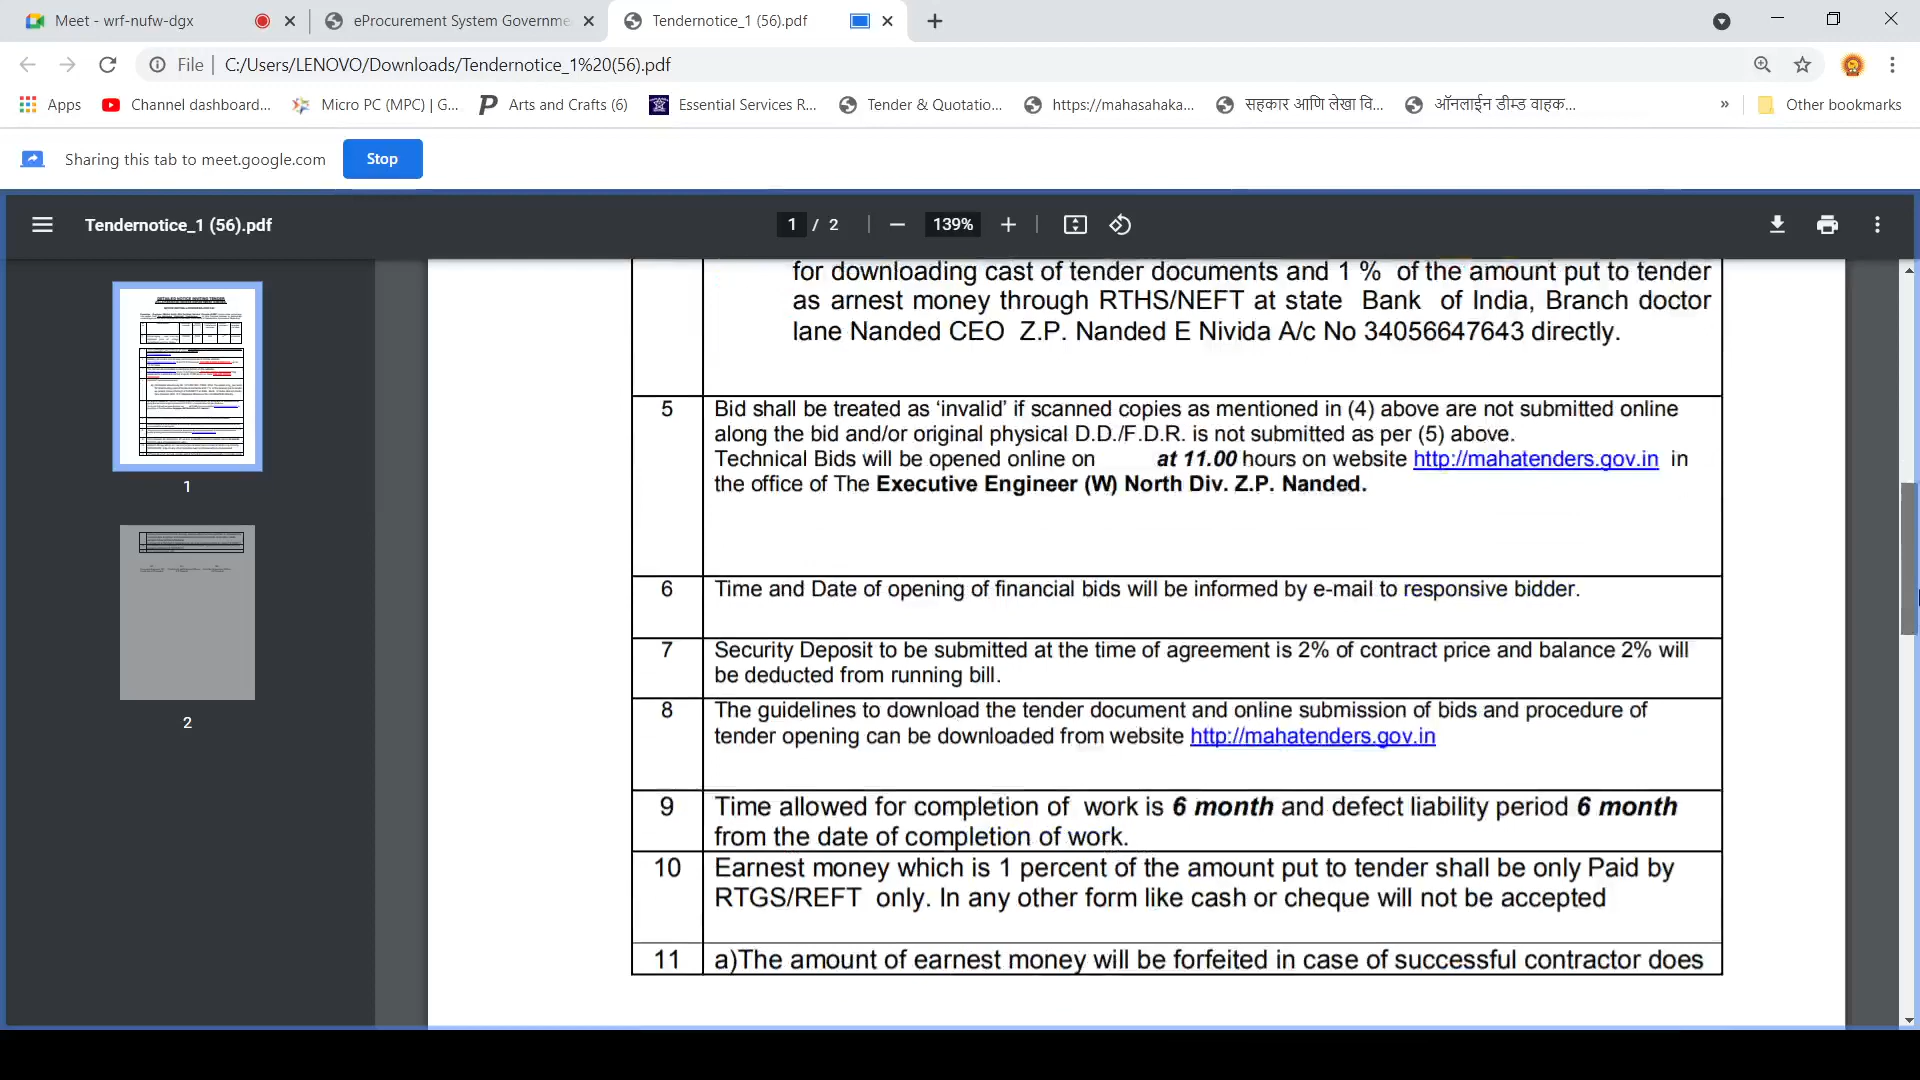 Meet - wrf-nufw-dgx
eProcurement System Governme
Tendernotice_1 (56).pdf
File | C:/Users/LENOVO/Downloads/Tendernotice_1%20(56).pdf
Apps
Channel dashboard...
Micro PC (MPC) | G...
Arts and Crafts (6)
Essential Services R...
Tender & Quotatio...
https://mahasahaka...
सहकार आणि लेखा वि...
ऑनलाईन डीम्ड वाहक...
»
Other bookmarks
Sharing this tab to meet.google.com
Stop
Tendernotice_1 (56).pdf
1 / 2
139%
1
2
for downloading cast of tender documents and 1 % of the amount put to tender
as arnest money through RTHS/NEFT at state Bank of India, Branch doctor
lane Nanded CEO Z.P. Nanded E Nivida A/c No 34056647643 directly.
5 Bid shall be treated as ‘invalid’ if scanned copies as mentioned in (4) above are not submitted online
along the bid and/or original physical D.D./F.D.R. is not submitted as per (5) above.
Technical Bids will be opened online on at 11.00 hours on website http://mahatenders.gov.in in
the office of The Executive Engineer (W) North Div. Z.P. Nanded.
6 Time and Date of opening of financial bids will be informed by e-mail to responsive bidder.
7 Security Deposit to be submitted at the time of agreement is 2% of contract price and balance 2% will
be deducted from running bill.
8 The guidelines to download the tender document and online submission of bids and procedure of
tender opening can be downloaded from website http://mahatenders.gov.in
9 Time allowed for completion of work is 6 month and defect liability period 6 month
from the date of completion of work.
10 Earnest money which is 1 percent of the amount put to tender shall be only Paid by
RTGS/REFT only. In any other form like cash or cheque will not be accepted
11 a)The amount of earnest money will be forfeited in case of successful contractor does